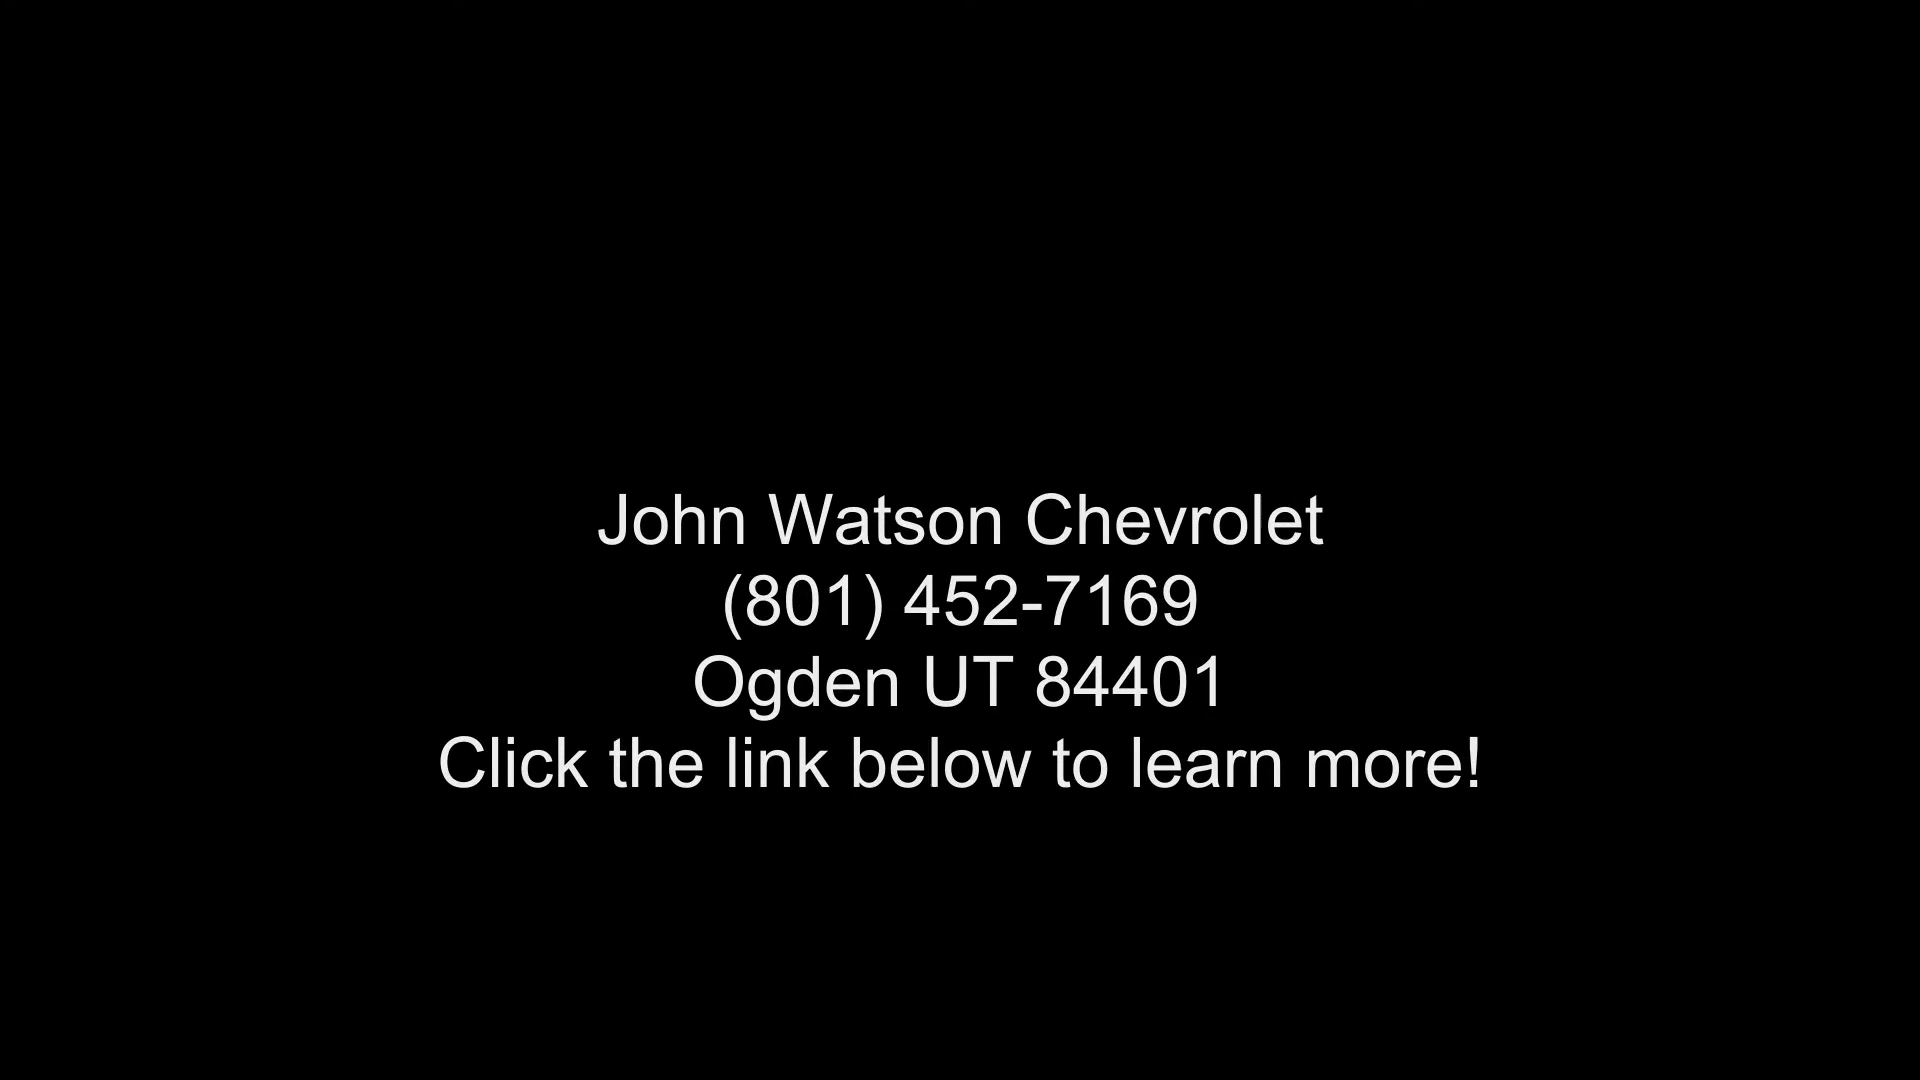 John Watson Chevrolet
(801) 452-7169
Ogden UT 84401
Click the link below to learn more!